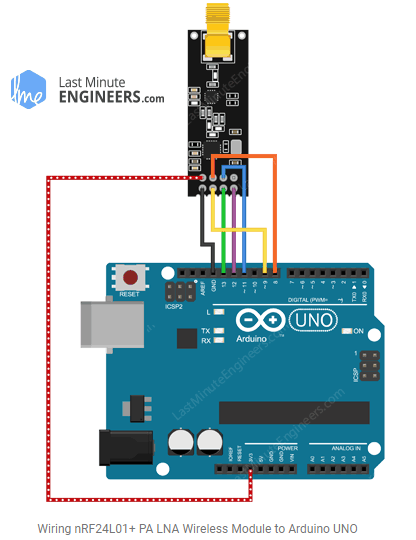 Last Minute
ENGINEERS.com
lme
LastMinuteEngineers.com
RESET
ICSP2
AREF
GND
13
12
~11
~10
~9
8
7
~6
~5
4
~3
2
TX0 1
RX0 0
DIGITAL (PWM=
L
TX
RX
UNO
Arduino
ON
ICSP
1
LastMinuteEngineers.com
IOREF
RESET
3V3
5V
GND
GND
VIN
POWER
ANALOG IN
A0
A1
A2
A3
A4
A5
Wiring nRF24L01+ PA LNA Wireless Module to Arduino UNO